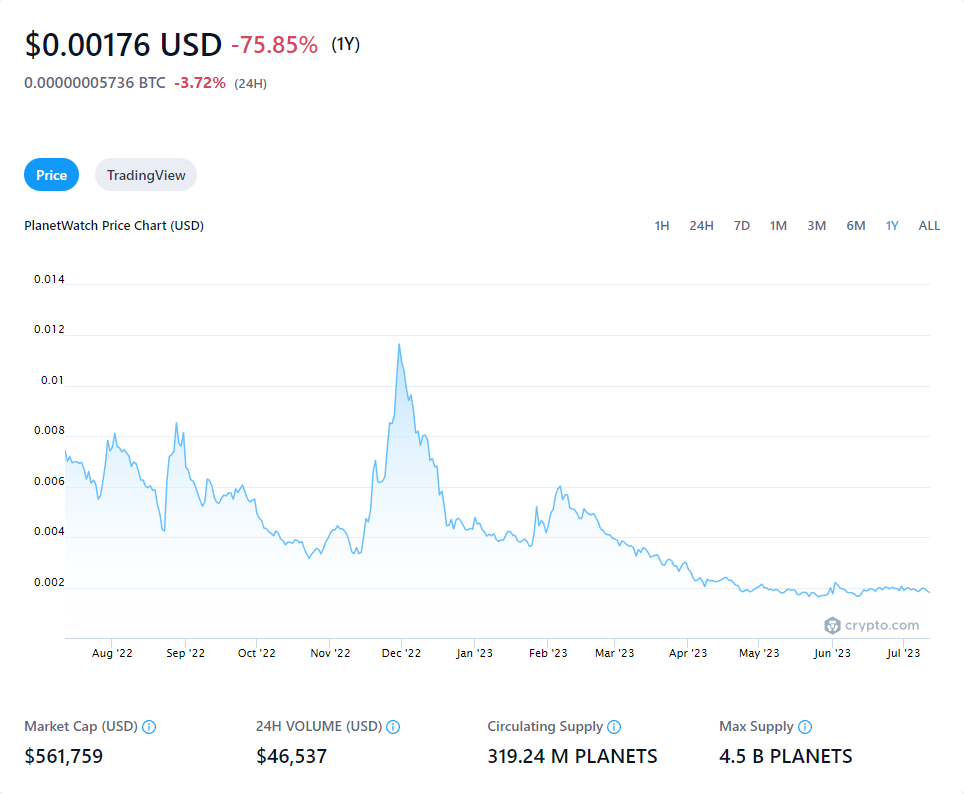 $0.00176 USD -75.85% (1Y)
0.00000005736 BTC -3.72% (24H)
Price TradingView
PlanetWatch Price Chart (USD) 1H 24H 7D 1M 3M 6M 1Y ALL
0.014
0.012
0.01
0.008
0.006
0.004
0.002
crypto.com
Aug '22 Sep '22 Oct '22 Nov '22 Dec '22 Jan '23 Feb '23 Mar '23 Apr '23 May '23 Jun '23 Jul '23
Market Cap (USD) 24H VOLUME (USD) Circulating Supply Max Supply
$561,759 $46,537 319.24 M PLANETS 4.5 B PLANETS